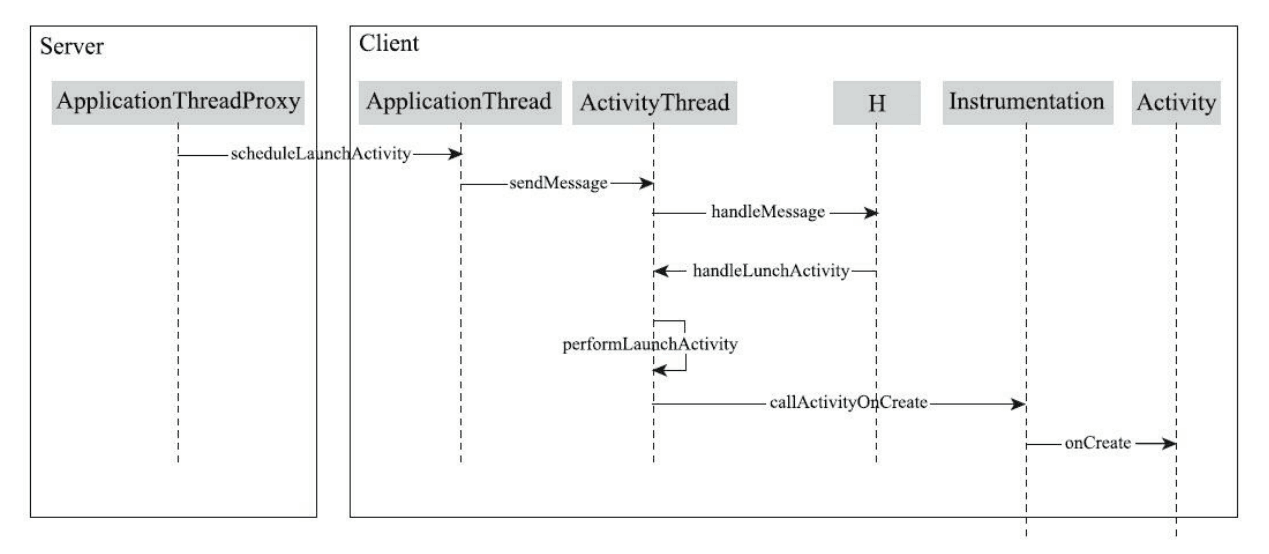 Server
Client
ApplicationThreadProxy
ApplicationThread
ActivityThread
H
Instrumentation
Activity
scheduleLaunchActivity
sendMessage
handleMessage
handleLunchActivity
performLaunchActivity
callActivityOnCreate
onCreate